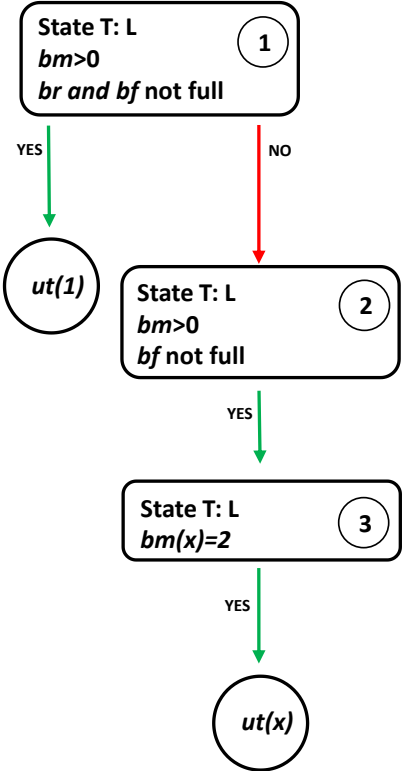 State T: L
1
bm>0
br and bf not full
YES
NO
ut(1)
State T: L
2
bm>0
bf not full
YES
State T: L
3
bm(x)=2
YES
ut(x)